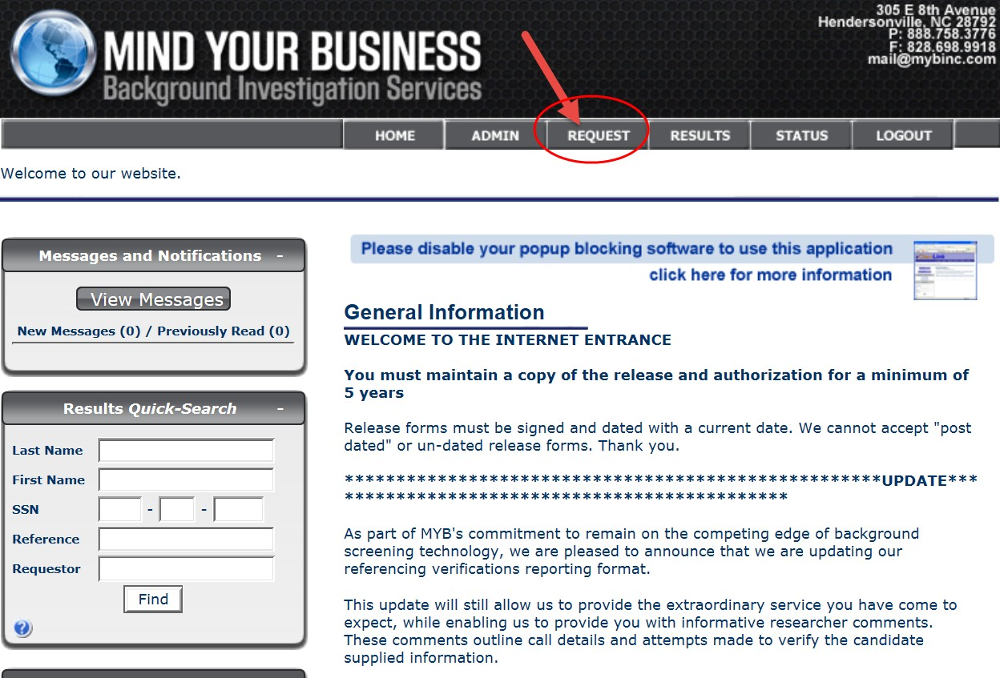 MIND YOUR BUSINESS
Background Investigation Services
305 E 8th Avenue
Hendersonville, NC 28792
P: 888.758.3776
F: 828.698.9918
mail@mybinc.com
HOME ADMIN REQUEST RESULTS STATUS LOGOUT
Welcome to our website.
Messages and Notifications -
View Messages
New Messages (0) / Previously Read (0)
Results Quick-Search -
Last Name
First Name
SSN - -
Reference
Requestor
Find
?
Please disable your popup blocking software to use this application
click here for more information
General Information
WELCOME TO THE INTERNET ENTRANCE
You must maintain a copy of the release and authorization for a minimum of
5 years
Release forms must be signed and dated with a current date. We cannot accept "post
dated" or un-dated release forms. Thank you.
****************************************************UPDATE***
*******************************************
As part of MYB's commitment to remain on the competing edge of background
screening technology, we are pleased to announce that we are updating our
referencing verifications reporting format.
This update will still allow us to provide the extraordinary service you have come to
expect, while enabling us to provide you with informative researcher comments.
These comments outline call details and attempts made to verify the candidate
supplied information.